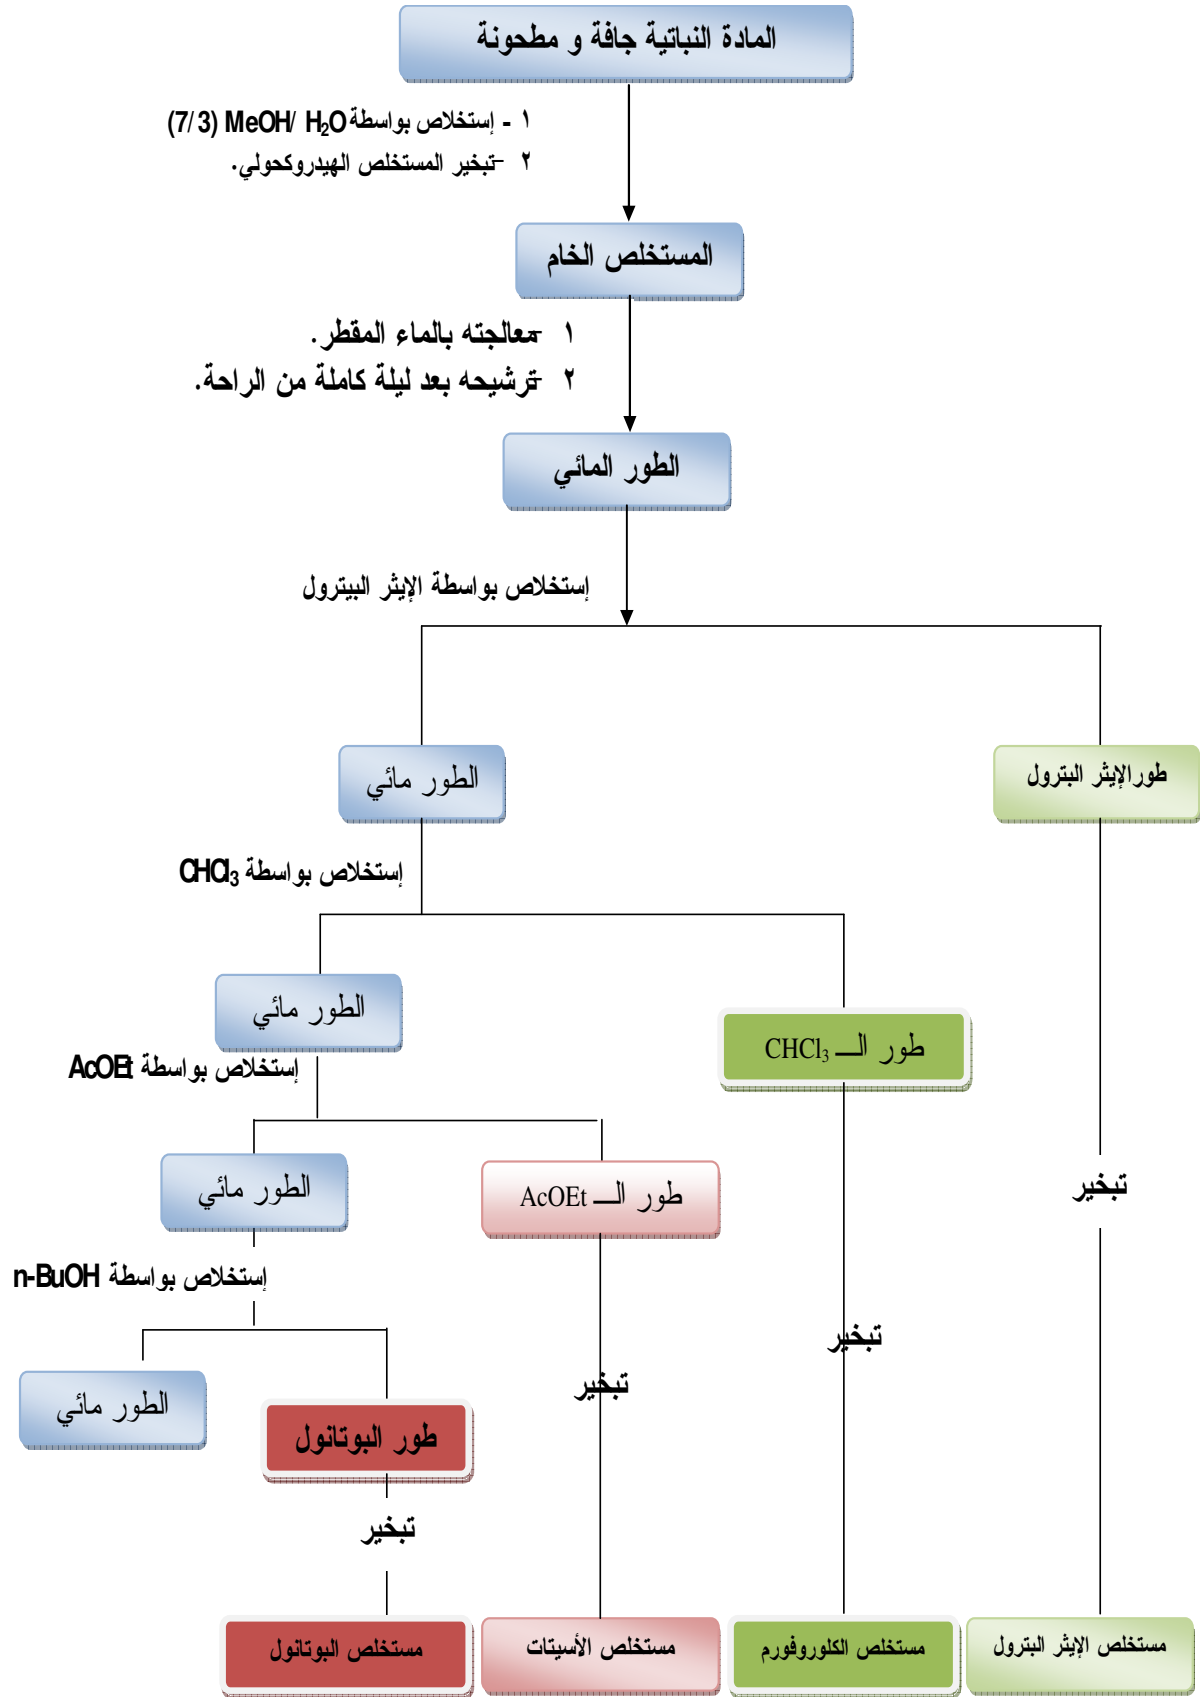 المادة النباتية جافة و مطحونة
١ - إستخلاص بواسطة MeOH/ H₂O (7/3)
٢ -تبخير المستخلص الهيدروكحولي.
المستخلص الخام
١ -معالجته بالماء المقطر.
٢ -ترشيحه بعد ليلة كاملة من الراحة.
الطور المائي
إستخلاص بواسطة الإيثر البيترول
الطور مائي
طورالإيثر البترول
إستخلاص بواسطة CHCl₃
الطور مائي
طور الـــ CHCl₃
إستخلاص بواسطة AcOEt
الطور مائي
طور الـــ AcOEt
تبخير
إستخلاص بواسطة n-BuOH
تبخير
الطور مائي
تبخير
طور البوتانول
تبخير
مستخلص البوتانول
مستخلص الأسيتات
مستخلص الكلوروفورم
مستخلص الإيثر البترول